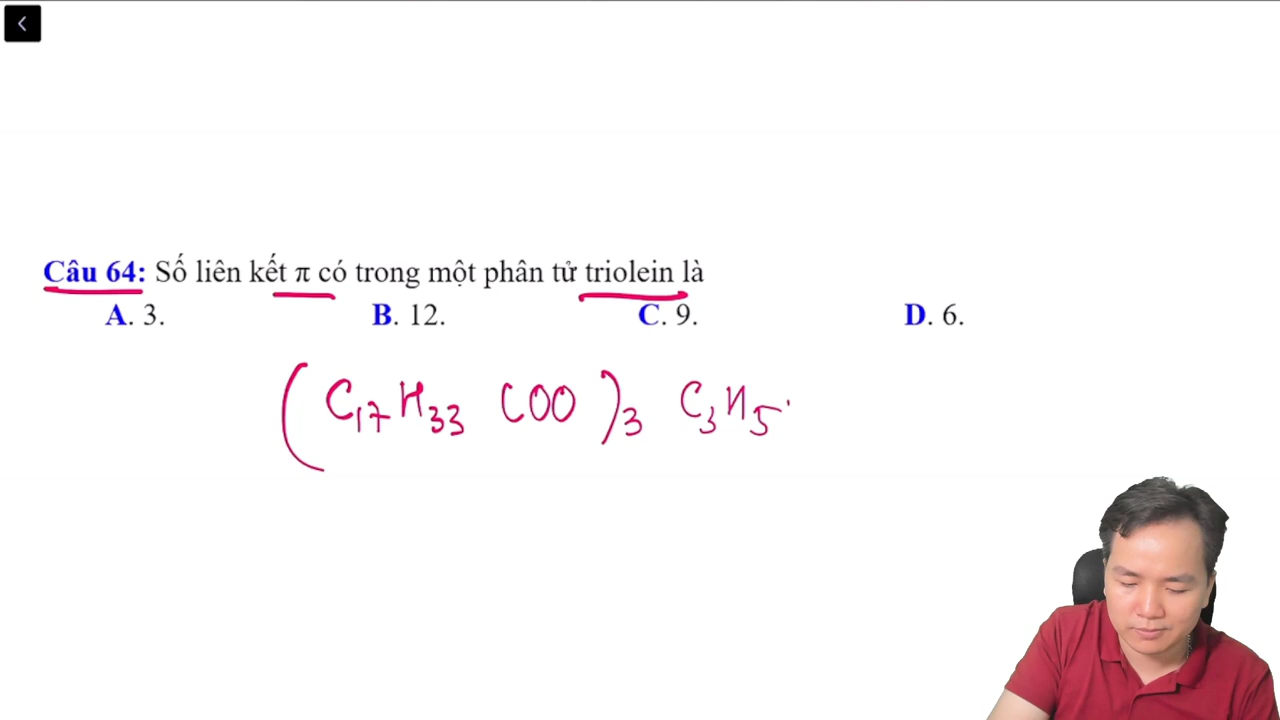 Câu 64: Số liên kết π có trong một phân tử triolein là
A. 3. B. 12. C. 9. D. 6.
(C₁₇H₃₃COO)₃C₃H₅